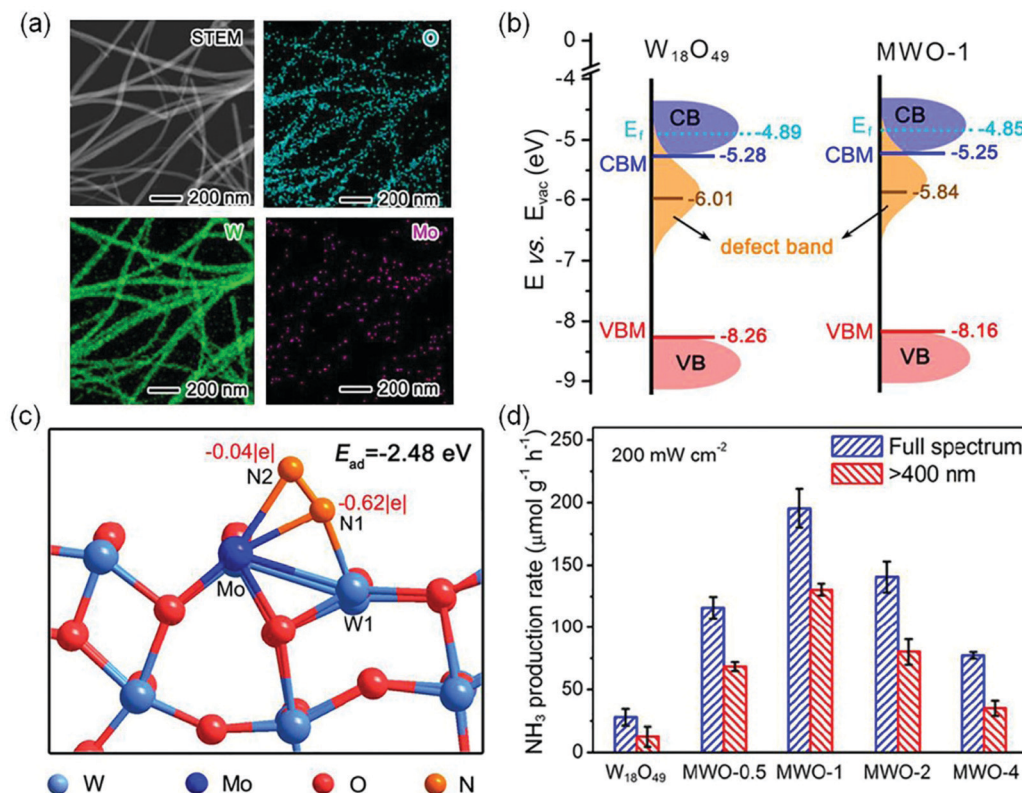 (a)
STEM
200 nm
O
200 nm
W
200 nm
Mo
200 nm
(b)
W₁₈O₄₉ MWO-1
E vs. Evac (eV)
0
-4
-5
-6
-7
-8
-9
CB
Ef -4.89
CBM -5.28
-6.01
VBM -8.26
VB
CB
Ef -4.85
CBM -5.25
-5.84
defect band
VBM -8.16
VB
(c)
Ead=-2.48 eV
-0.04|e|
N2
-0.62|e|
N1
Mo
W1
W Mo O N
(d)
NH₃ production rate (μmol g⁻¹ h⁻¹)
250
200
150
100
50
0
200 mW cm⁻²
Full spectrum
>400 nm
W₁₈O₄₉ MWO-0.5 MWO-1 MWO-2 MWO-4